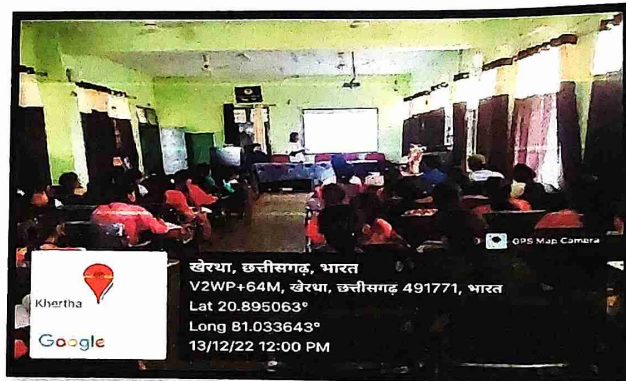 GPS Map Camera
खेरथा, छत्तीसगढ़, भारत
V2WP+64M, खेरथा, छत्तीसगढ़ 491771, भारत
Lat 20.895063°
Long 81.033643°
13/12/22 12:00 PM
Khertha
Google